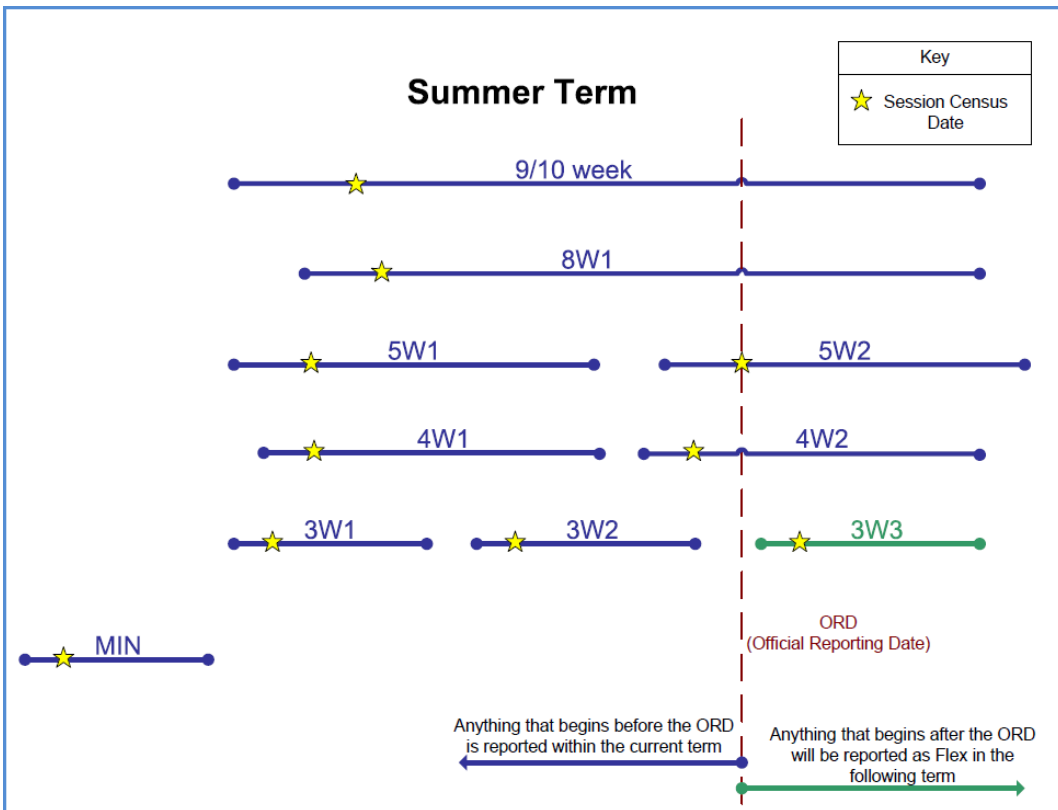 Key
Session Census
Date
Summer Term
9/10 week
8W1
5W1
5W2
4W1
4W2
3W1
3W2
3W3
MIN
ORD
(Official Reporting Date)
Anything that begins before the ORD
is reported within the current term
Anything that begins after the ORD
will be reported as Flex in the
following term